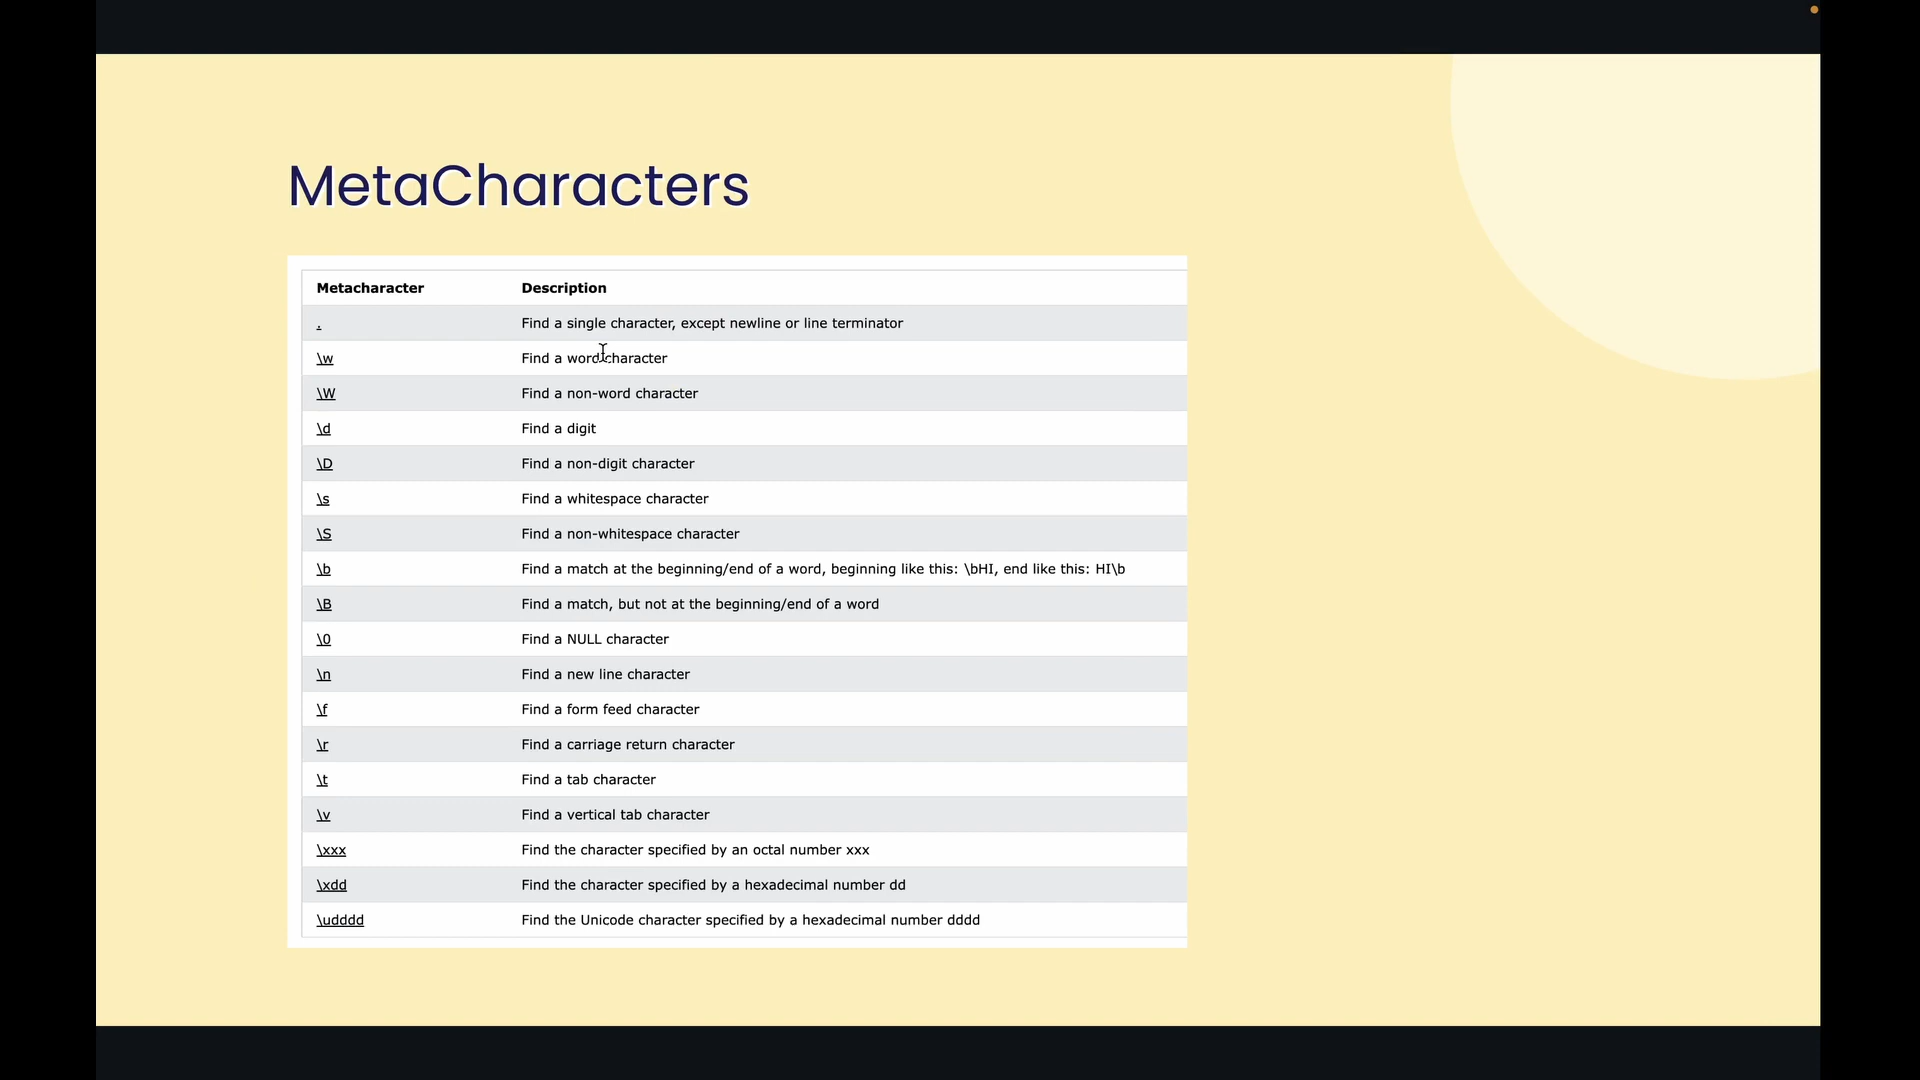 MetaCharacters
Metacharacter Description
. Find a single character, except newline or line terminator
\w Find a word character
\W Find a non-word character
\d Find a digit
\D Find a non-digit character
\s Find a whitespace character
\S Find a non-whitespace character
\b Find a match at the beginning/end of a word, beginning like this: \bHI, end like this: HI\b
\B Find a match, but not at the beginning/end of a word
\0 Find a NULL character
\n Find a new line character
\f Find a form feed character
\r Find a carriage return character
\t Find a tab character
\v Find a vertical tab character
\xxx Find the character specified by an octal number xxx
\xdd Find the character specified by a hexadecimal number dd
\udddd Find the Unicode character specified by a hexadecimal number dddd